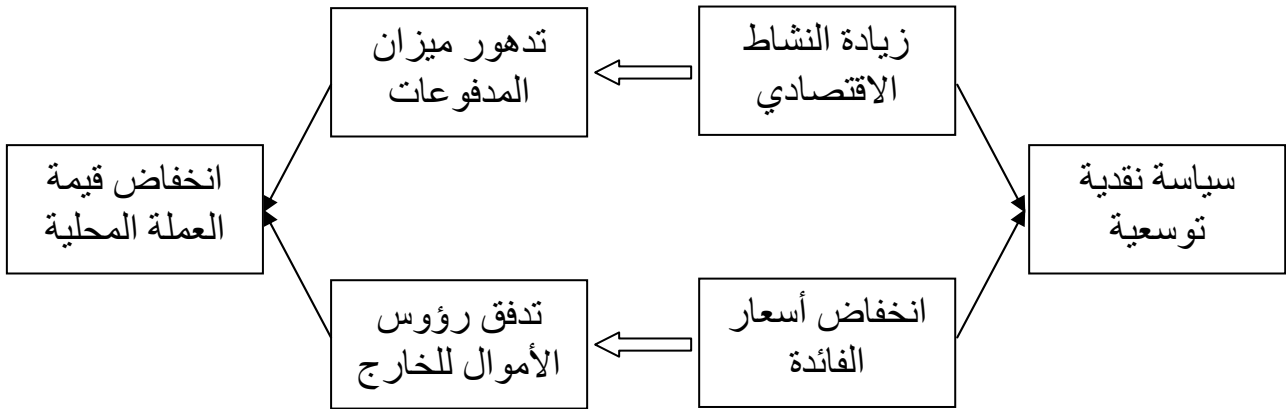 زيادة النشاط
الاقتصادي
تدهور ميزان
المدفوعات
سياسة نقدية
توسعية
انخفاض قيمة
العملة المحلية
انخفاض أسعار
الفائدة
تدفق رؤوس
الأموال للخارج